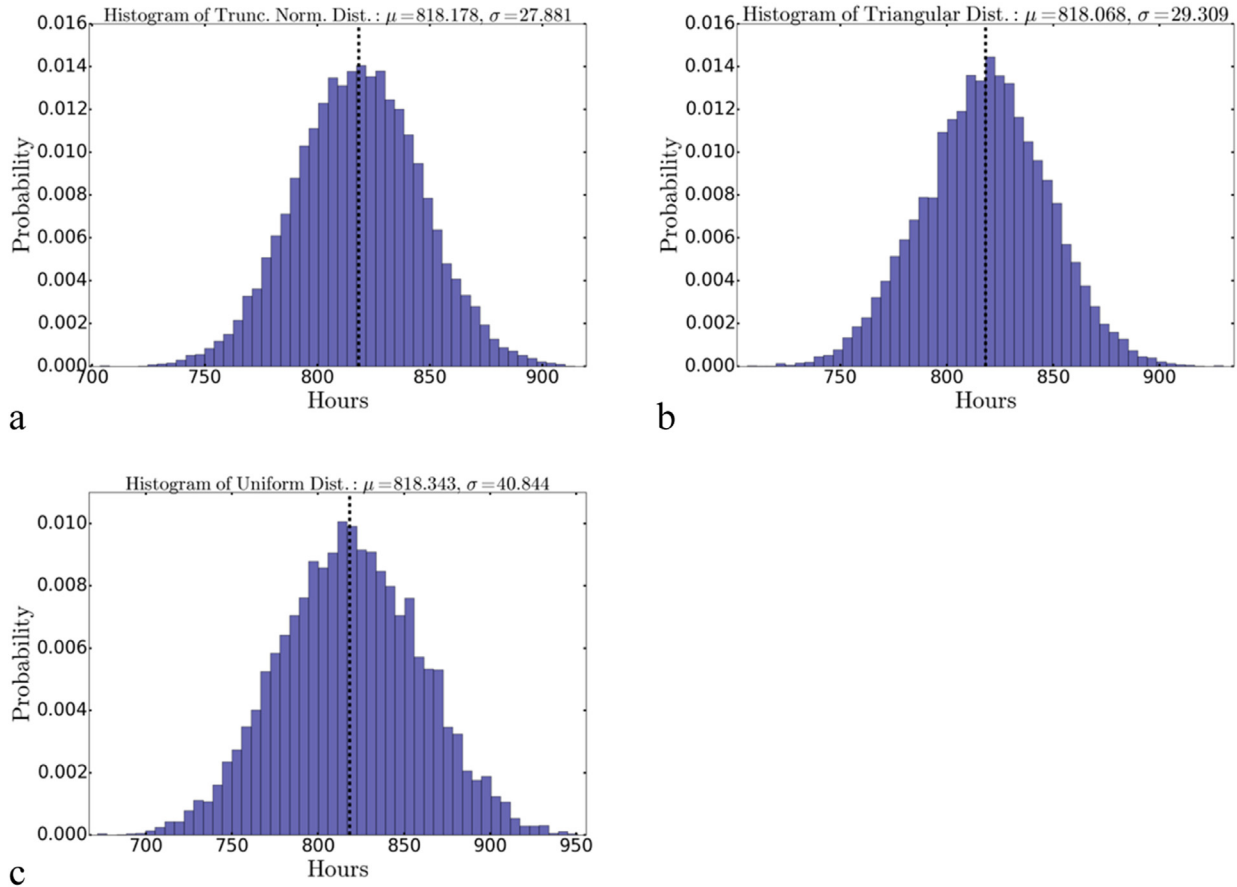 Histogram of Trunc. Norm. Dist. : μ =818.178, σ =27.881
0.016
0.014
0.012
0.010
0.008
0.006
0.004
0.002
0.000
Probability
700 750 800 850 900
Hours
a
Histogram of Triangular Dist. : μ =818.068, σ =29.309
0.016
0.014
0.012
0.010
0.008
0.006
0.004
0.002
0.000
Probability
750 800 850 900
Hours
b
Histogram of Uniform Dist. : μ =818.343, σ =40.844
0.010
0.008
0.006
0.004
0.002
0.000
Probability
700 750 800 850 900 950
Hours
c